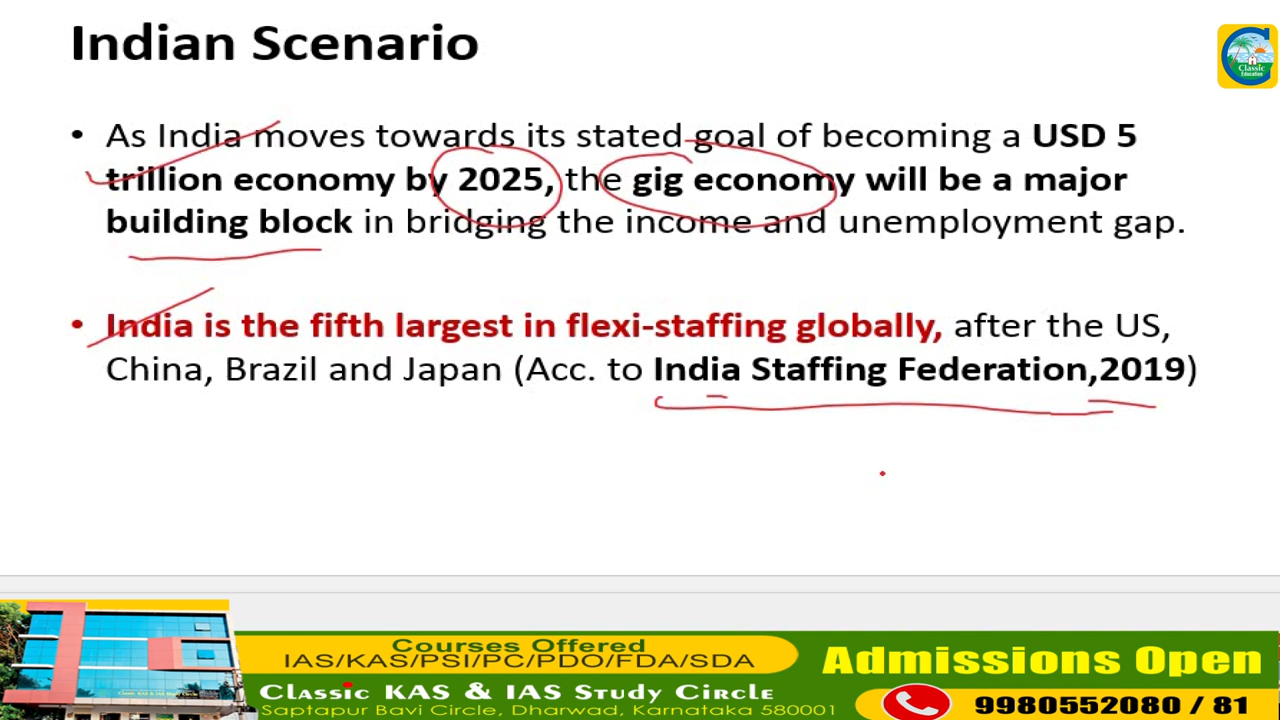 Indian Scenario
Classic
Education
• As India moves towards its stated goal of becoming a USD 5
trillion economy by 2025, the gig economy will be a major
building block in bridging the income and unemployment gap.
• India is the fifth largest in flexi-staffing globally, after the US,
China, Brazil and Japan (Acc. to India Staffing Federation,2019)
Courses Offered
IAS/KAS/PSI/PC/PDO/FDA/SDA
Classic KAS & IAS Study Circle
Saptapur Bavi Circle, Dharwad, Karnataka 580001
Admissions Open
9980552080 / 81